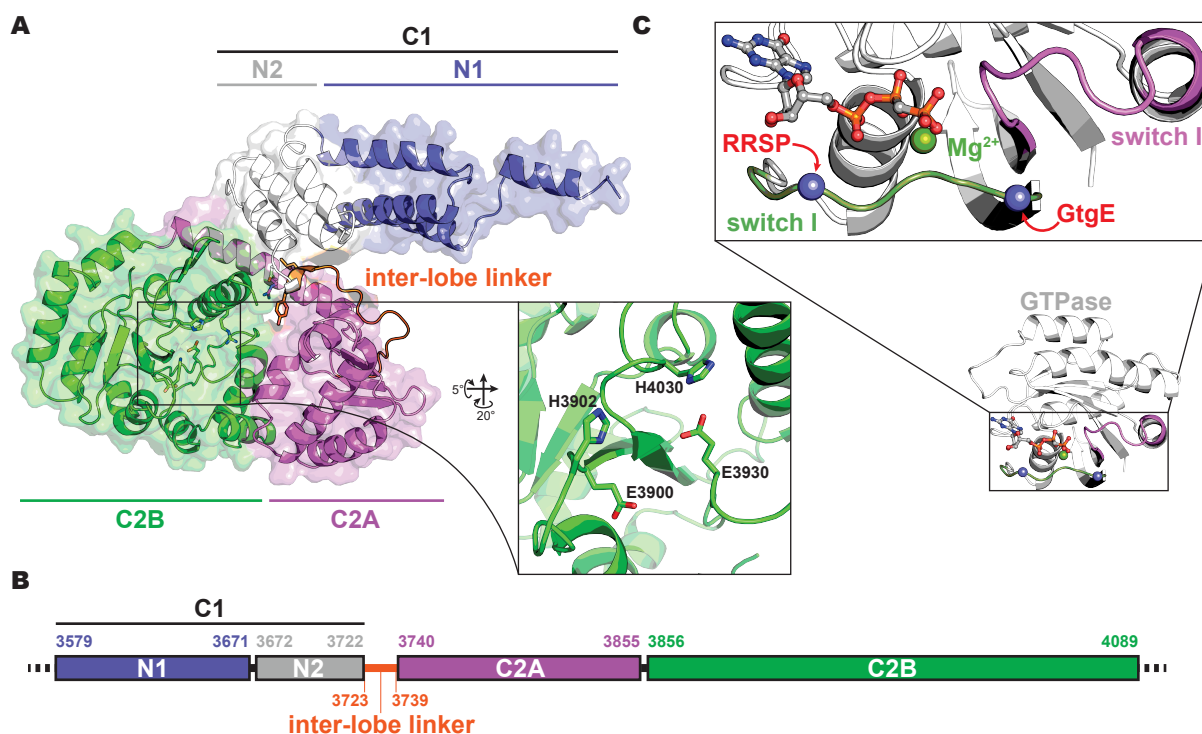 A
C1
N2
N1
inter-lobe linker
5°
20°
C2B
C2A
H4030
H3902
E3930
E3900
C
RRSP
Mg²⁺
switch I
switch I
GtgE
GTPase
B
C1
3579
3671
3672
3722
3740
3855
3856
4089
N1
N2
C2A
C2B
3723
3739
inter-lobe linker